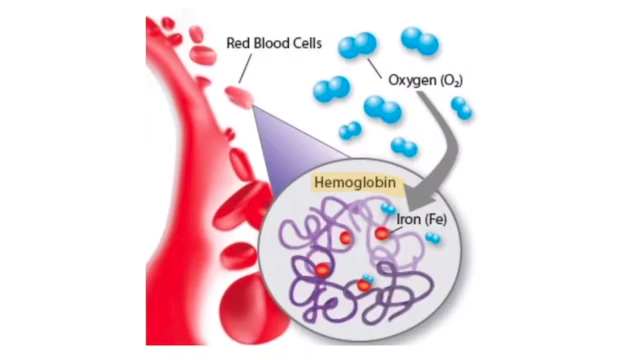 Red Blood Cells
Oxygen (O₂)
Hemoglobin
Iron (Fe)